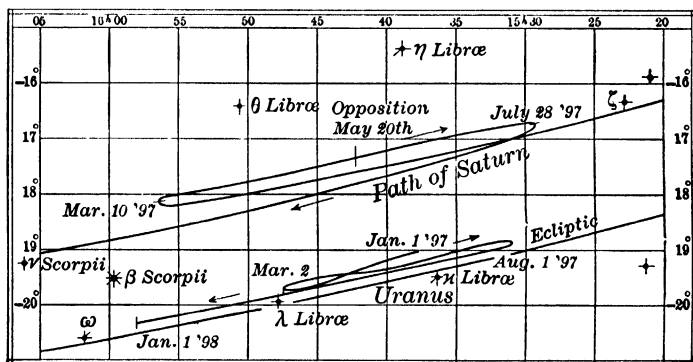 06 10ʰ00 55 50 45 40 35 15ʰ30 25 20
η Libræ
-16° θ Libræ Opposition July 28 '97 ζ -16°
May 20th
17° 17°
Path of Saturn
18° 18°
Mar. 10 '97
Jan. 1 '97 Ecliptic
19° 19°
ν Scorpii Mar. 2 Aug. 1 '97
β Scorpii ϰ Libræ
Uranus
-20° λ Libræ -20°
ω
Jan. 1 '98